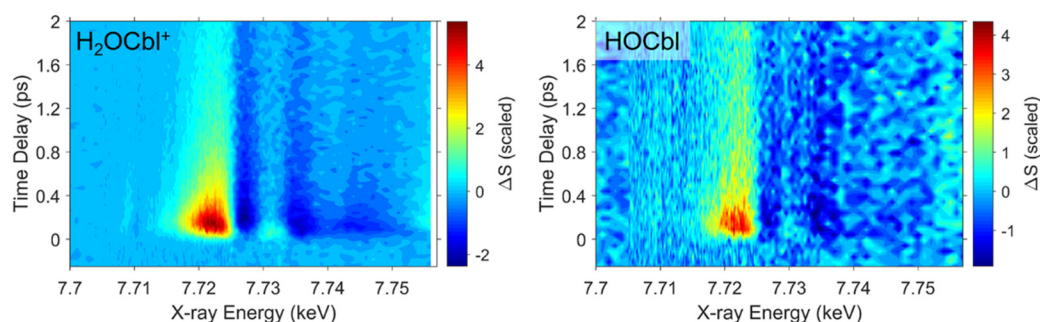 H₂OCbl⁺
Time Delay (ps)
2
1.6
1.2
0.8
0.4
0
7.7 7.71 7.72 7.73 7.74 7.75
X-ray Energy (keV)
4
2
0
-2
ΔS (scaled)
HOCbl
Time Delay (ps)
2
1.6
1.2
0.8
0.4
0
7.7 7.71 7.72 7.73 7.74 7.75
X-ray Energy (keV)
4
3
2
1
0
-1
ΔS (scaled)